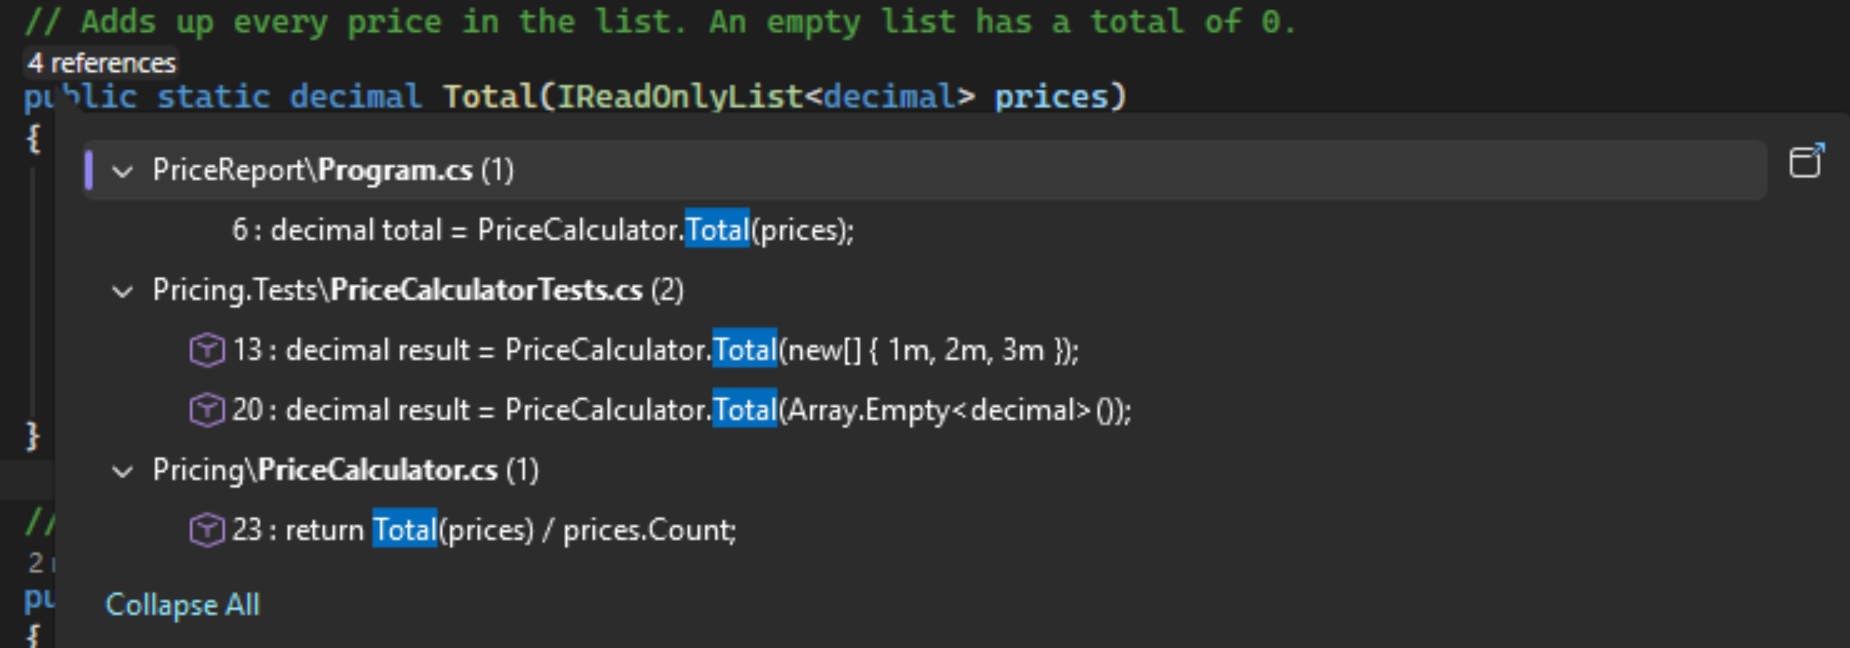 // Adds up every price in the list. An empty list has a total of 0.
4 references
public static decimal Total(IReadOnlyList<decimal> prices)
{
PriceReport\Program.cs (1)
6 : decimal total = PriceCalculator.Total(prices);
Pricing.Tests\PriceCalculatorTests.cs (2)
13 : decimal result = PriceCalculator.Total(new[] { 1m, 2m, 3m });
20 : decimal result = PriceCalculator.Total(Array.Empty<decimal>());
}
Pricing\PriceCalculator.cs (1)
//
23 : return Total(prices) / prices.Count;
2
pu
Collapse All
{